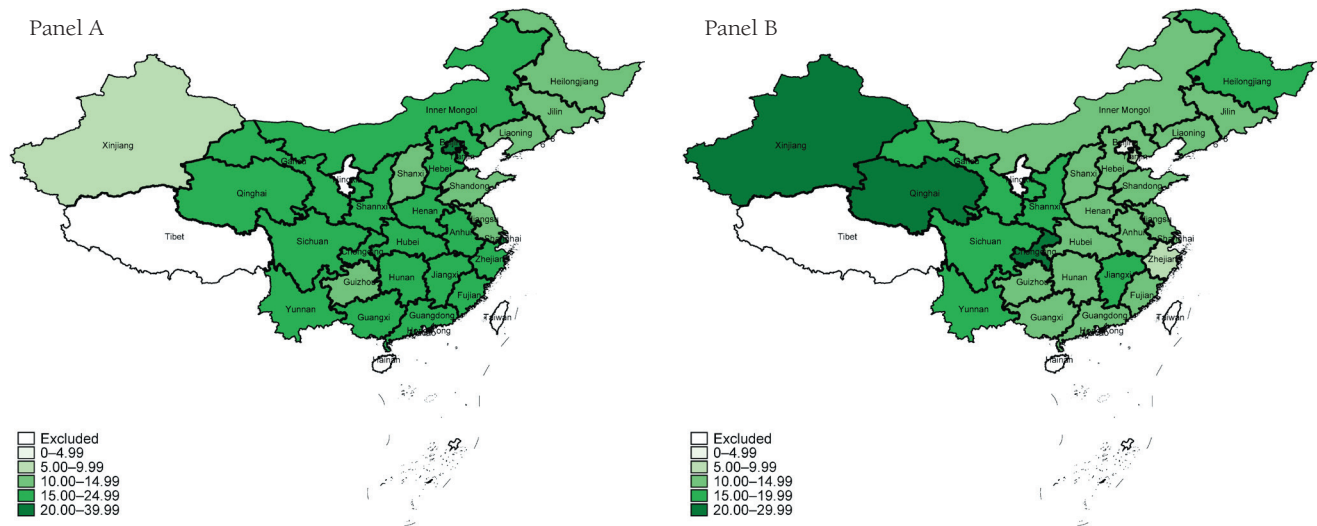 Panel A
Heilongjiang
Jilin
Inner Mongol
Liaoning
Xinjiang
Beijing
Gansu
Hebei
Shanxi
Shandong
Qinghai
Shannxi
Henan
Jiangsu
Anhui
Shanghai
Tibet
Sichuan
Hubei
Chongqing
Zhejiang
Hunan
Jiangxi
Guizhou
Fujian
Yunnan
Guangxi
Guangdong
Taiwan
Hainan
Excluded
0–4.99
5.00–9.99
10.00–14.99
15.00–24.99
20.00–39.99
Panel B
Heilongjiang
Inner Mongol
Jilin
Liaoning
Xinjiang
Beijing
Gansu
Hebei
Shanxi
Shandong
Qinghai
Shannxi
Henan
Jiangsu
Anhui
Shanghai
Tibet
Sichuan
Hubei
Chongqing
Zhejiang
Hunan
Jiangxi
Guizhou
Fujian
Yunnan
Guangxi
Guangdong
Taiwan
Hainan
Excluded
0–4.99
5.00–9.99
10.00–14.99
15.00–19.99
20.00–29.99